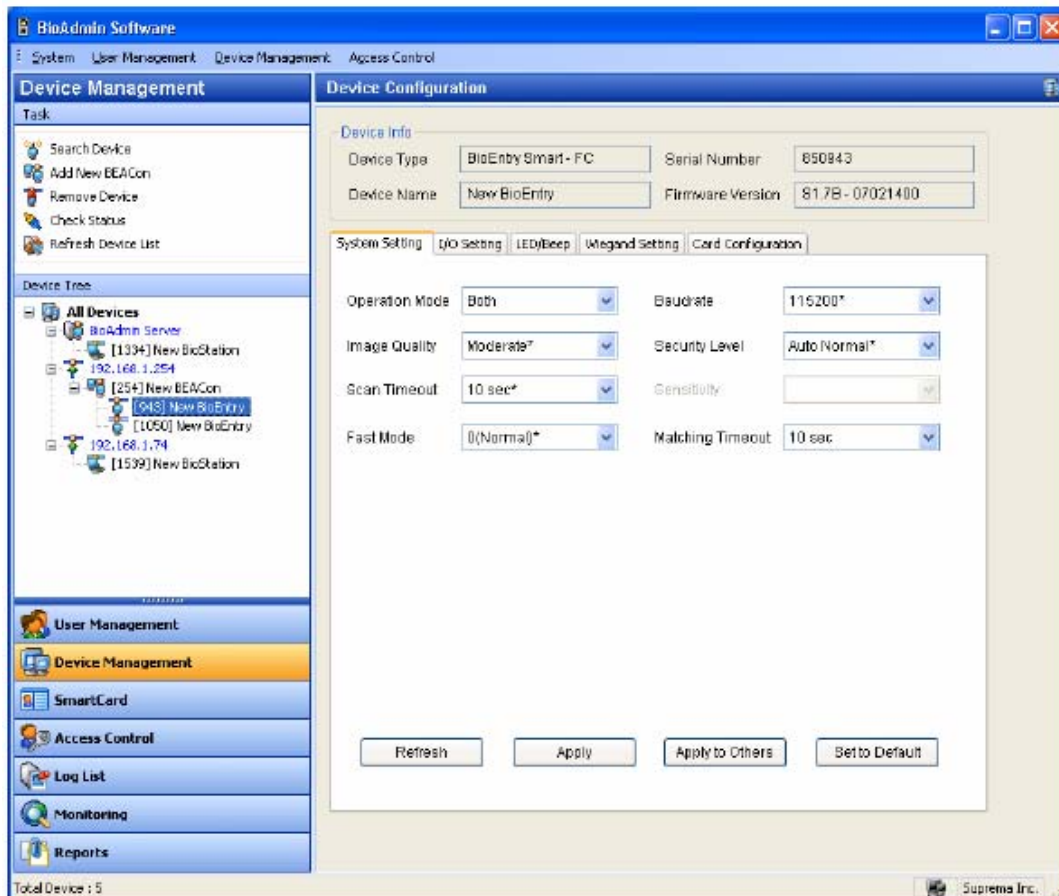 BioAdmin Software
System User Management Device Management Access Control
Device Management
Task
Search Device
Add New BEACon
Remove Device
Check Status
Refresh Device List
Device Tree
All Devices
BioAdmin Server
[1334] New BioStation
192.168.1.254
[254] New BEACon
[943] New BioEntry
[1050] New BioEntry
192.168.1.74
[1539] New BioStation
User Management
Device Management
SmartCard
Access Control
Log List
Monitoring
Reports
Device Configuration
Device Info
Device Type BioEntry Smart - FC Serial Number 850943
Device Name New BioEntry Firmware Version S1.7B - 07021400
System Setting I/O Setting LED/Beep Wiegand Setting Card Configuration
Operation Mode Both Baudrate 115200*
Image Quality Moderate* Security Level Auto Normal*
Scan Timeout 10 sec* Sensitivity
Fast Mode 0(Normal)* Matching Timeout 10 sec
Refresh Apply Apply to Others Set to Default
Total Device : 5 Suprema Inc.